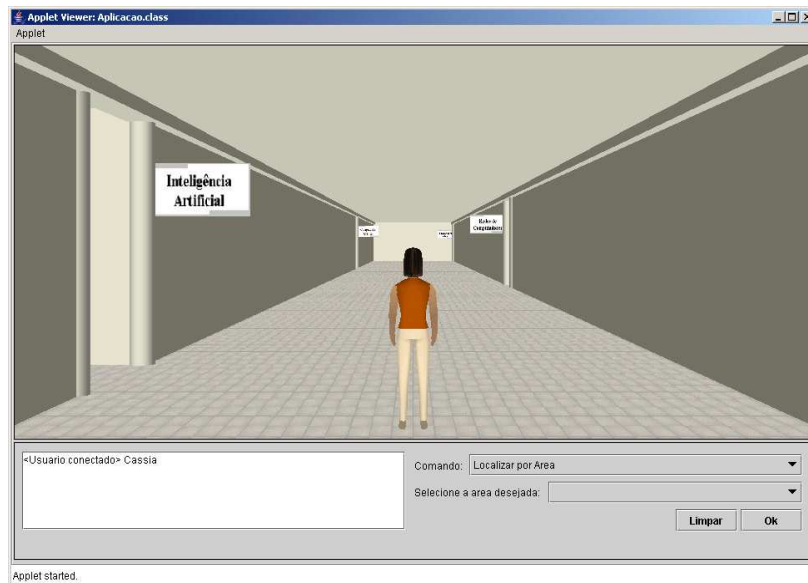 Applet Viewer: Aplicacao.class
Applet
Inteligência
Artificial
Redes de
Computadores
<Usuario conectado> Cassia
Comando: Localizar por Area
Selecione a area desejada:
Limpar Ok
Applet started.